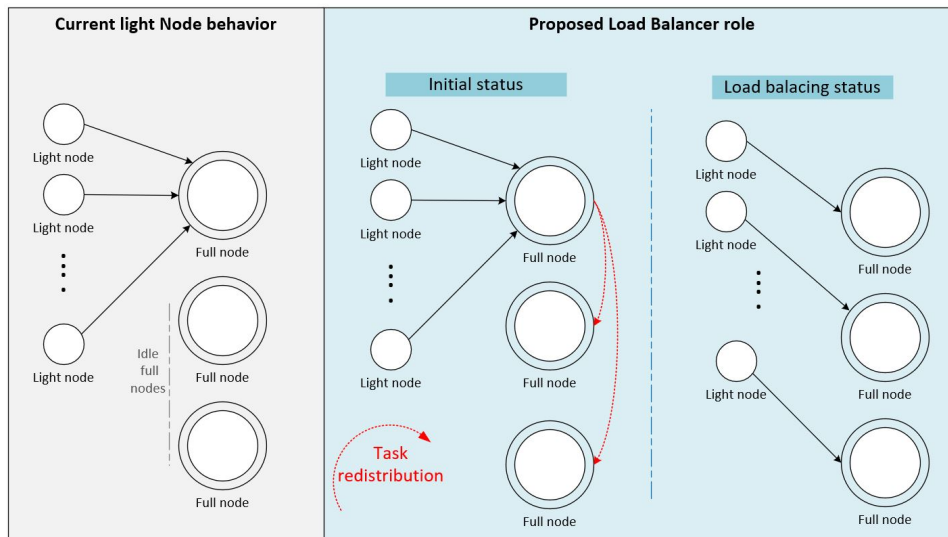 Current light Node behavior
Light node
Light node
Light node
Full node
Full node
Full node
Idle
full
nodes
Proposed Load Balancer role
Initial status
Light node
Light node
Light node
Full node
Full node
Full node
Task
redistribution
Load balacing status
Light node
Light node
Light node
Full node
Full node
Full node